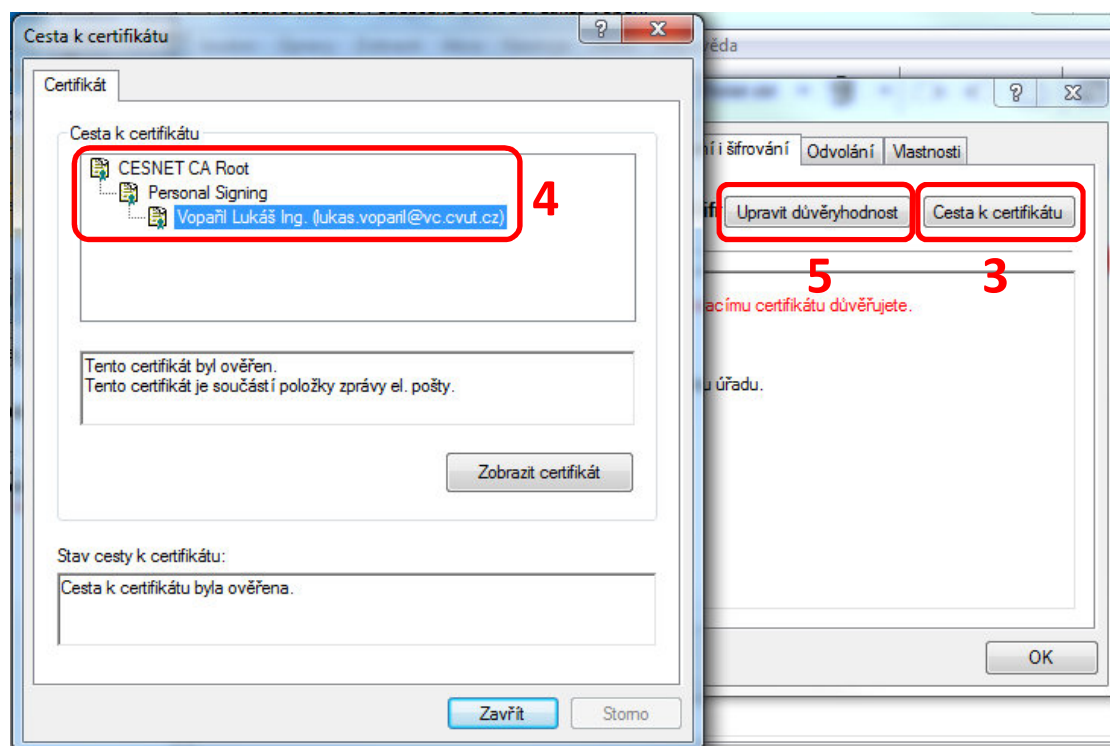 Cesta k certifikátu
Certifikát
Cesta k certifikátu
CESNET CA Root
Personal Signing
Vopařil Lukáš Ing. (lukas.voparil@vc.cvut.cz)
4
Tento certifikát byl ověřen.
Tento certifikát je součástí položky zprávy el. pošty.
Zobrazit certifikát
Stav cesty k certifikátu:
Cesta k certifikátu byla ověřena.
Zavřít
Storno
věda
ní i šifrování
Odvolání
Vlastnosti
Upravit důvěryhodnost
Cesta k certifikátu
5
3
acímu certifikátu důvěřujete.
u úřadu.
OK